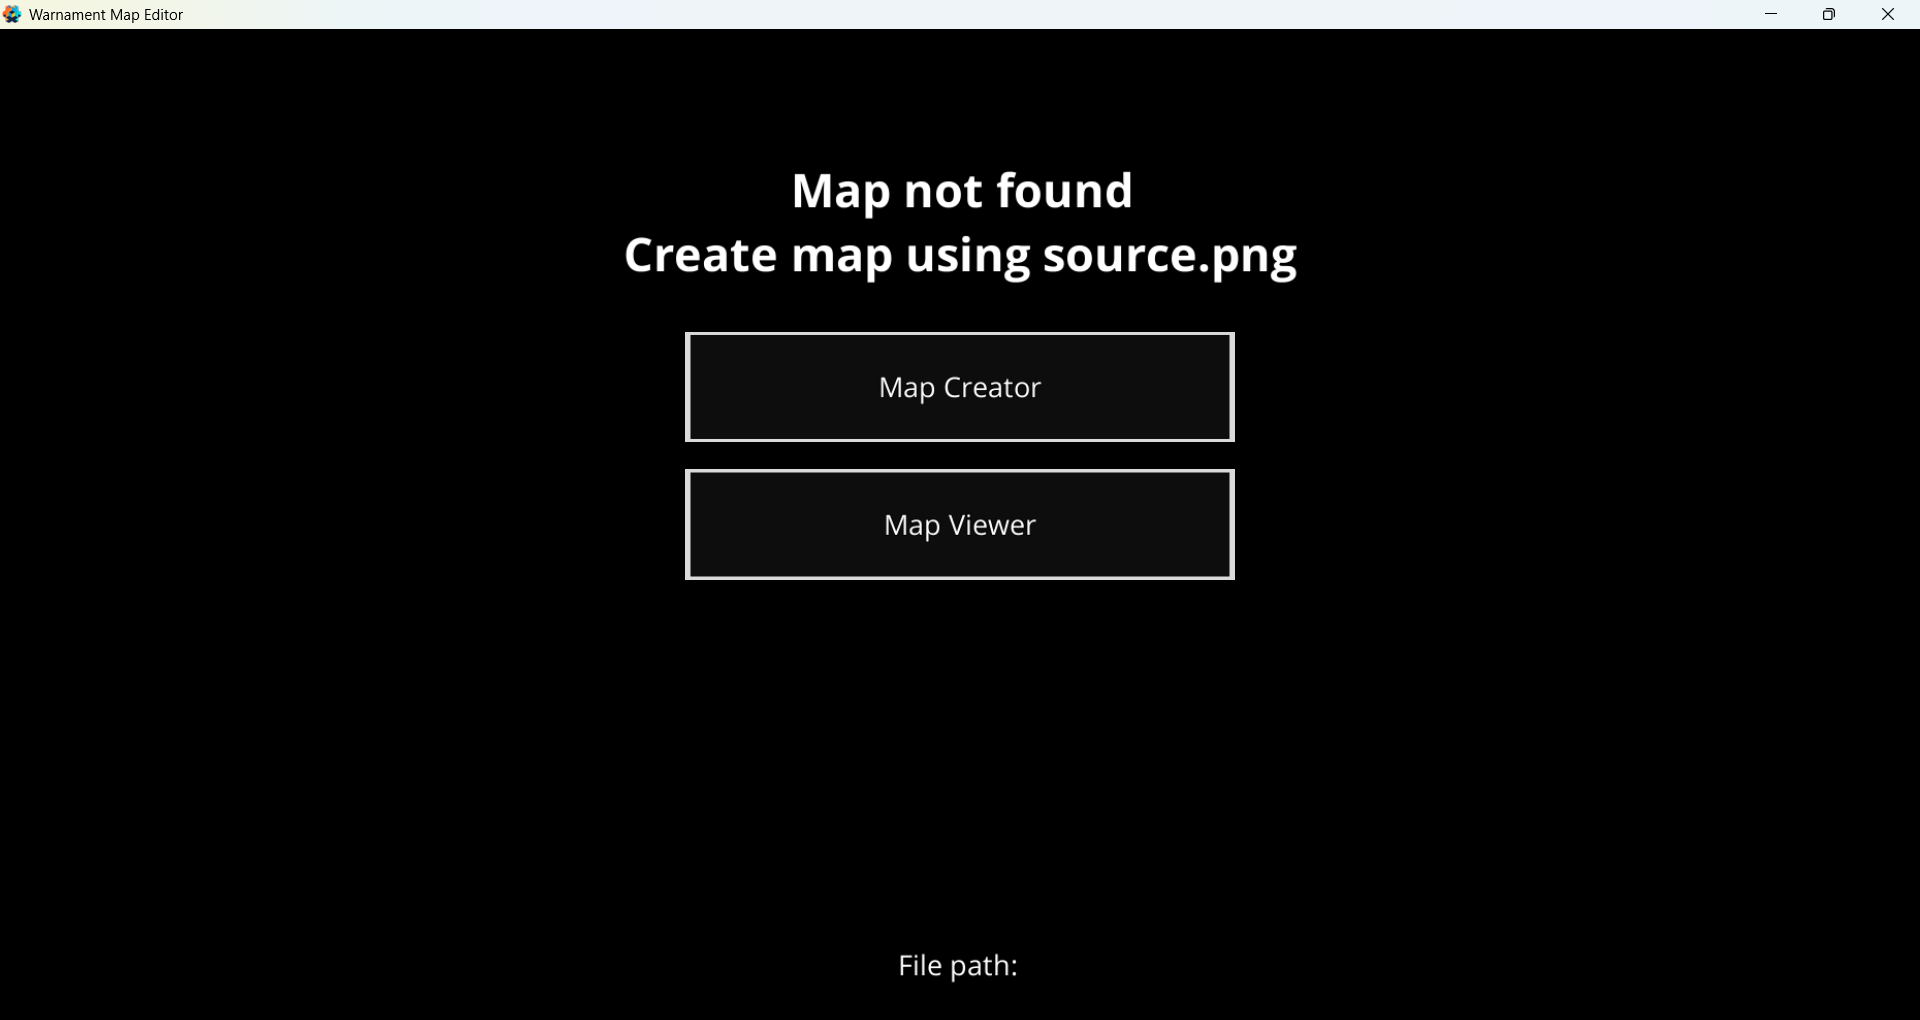 Warnament Map Editor
Map not found
Create map using source.png
Map Creator
Map Viewer
File path: